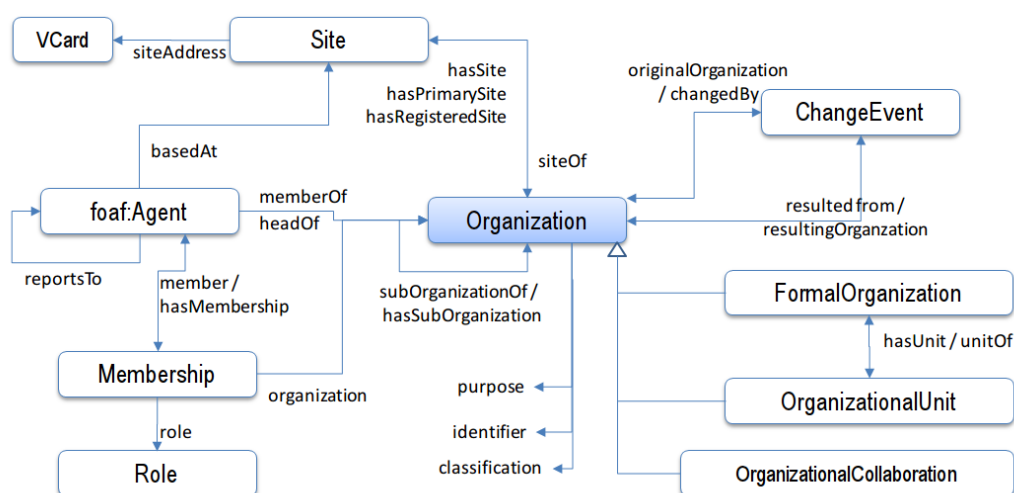 VCard
siteAddress
Site
hasSite
hasPrimarySite
hasRegisteredSite
originalOrganization
/ changedBy
ChangeEvent
basedAt
siteOf
foaf:Agent
memberOf
headOf
Organization
resulted from /
resultingOrganzation
reportsTo
member /
hasMembership
subOrganizationOf /
hasSubOrganization
FormalOrganization
hasUnit / unitOf
Membership
organization
purpose
OrganizationalUnit
role
identifier
classification
Role
OrganizationalCollaboration